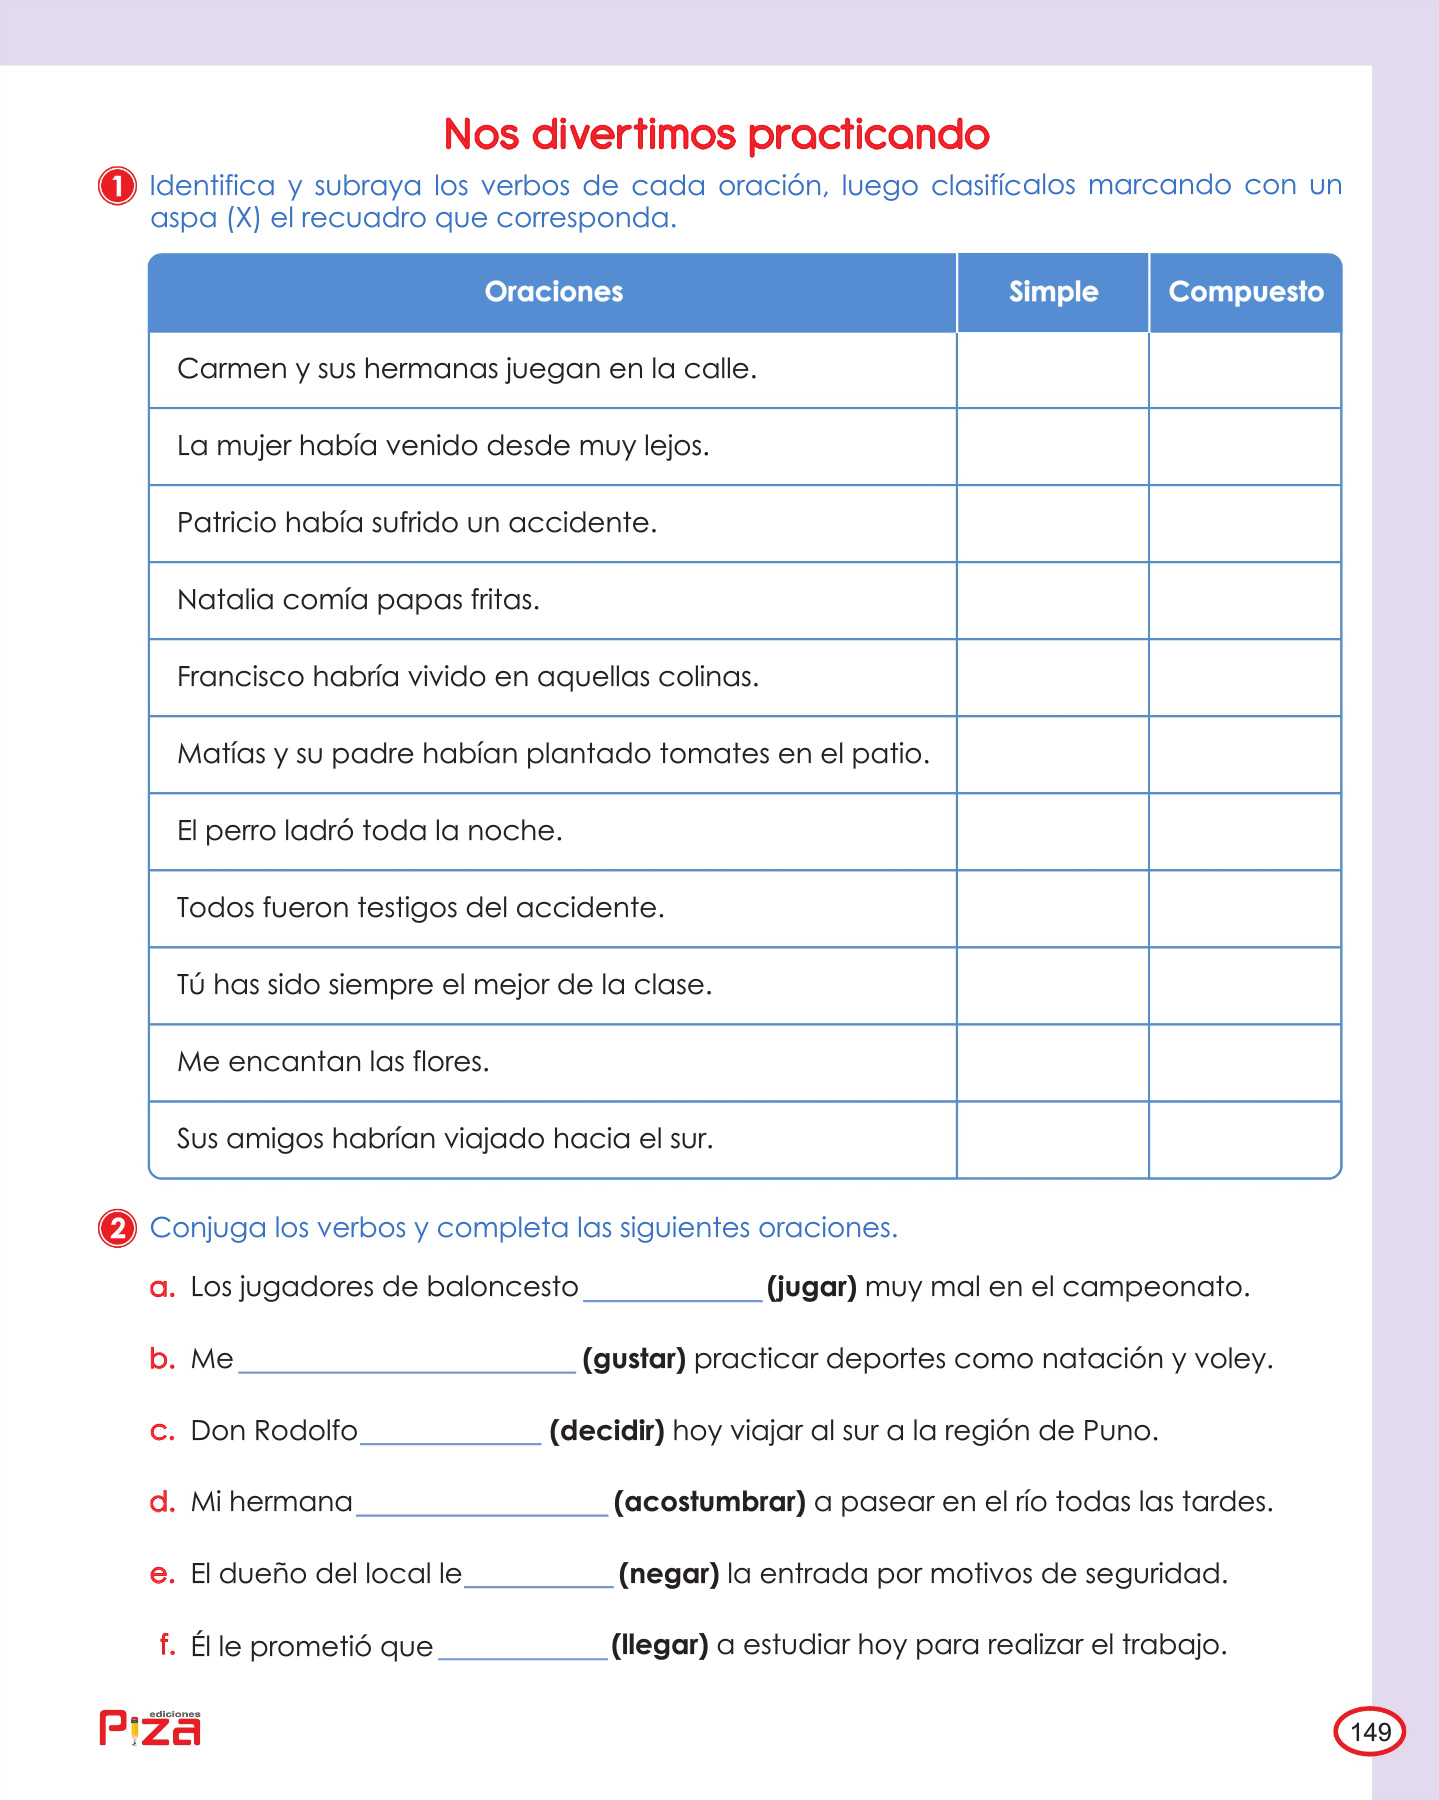 Nos divertimos practicando
1 Identifica y subraya los verbos de cada oración, luego clasifícalos marcando con un
aspa (X) el recuadro que corresponda.
Oraciones Simple Compuesto
Carmen y sus hermanas juegan en la calle.
La mujer había venido desde muy lejos.
Patricio había sufrido un accidente.
Natalia comía papas fritas.
Francisco habría vivido en aquellas colinas.
Matías y su padre habían plantado tomates en el patio.
El perro ladró toda la noche.
Todos fueron testigos del accidente.
Tú has sido siempre el mejor de la clase.
Me encantan las flores.
Sus amigos habrían viajado hacia el sur.
2 Conjuga los verbos y completa las siguientes oraciones.
a. Los jugadores de baloncesto____________(jugar) muy mal en el campeonato.
b. Me ______________________ (gustar) practicar deportes como natación y voley.
c. Don Rodolfo____________ (decidir) hoy viajar al sur a la región de Puno.
d. Mi hermana_________________ (acostumbrar) a pasear en el río todas las tardes.
e. El dueño del local le__________ (negar) la entrada por motivos de seguridad.
f. Él le prometió que ___________(llegar) a estudiar hoy para realizar el trabajo.
ediciones
Piza
149